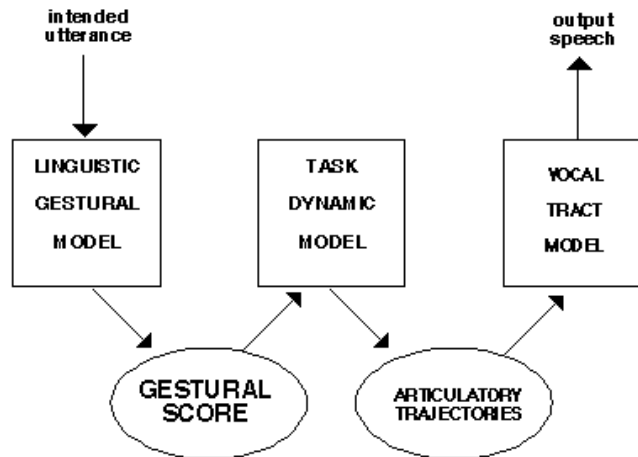 intended
utterance
output
speech
LINGUISTIC
GESTURAL
MODEL
TASK
DYNAMIC
MODEL
VOCAL
TRACT
MODEL
GESTURAL
SCORE
ARTICULATORY
TRAJECTORIES